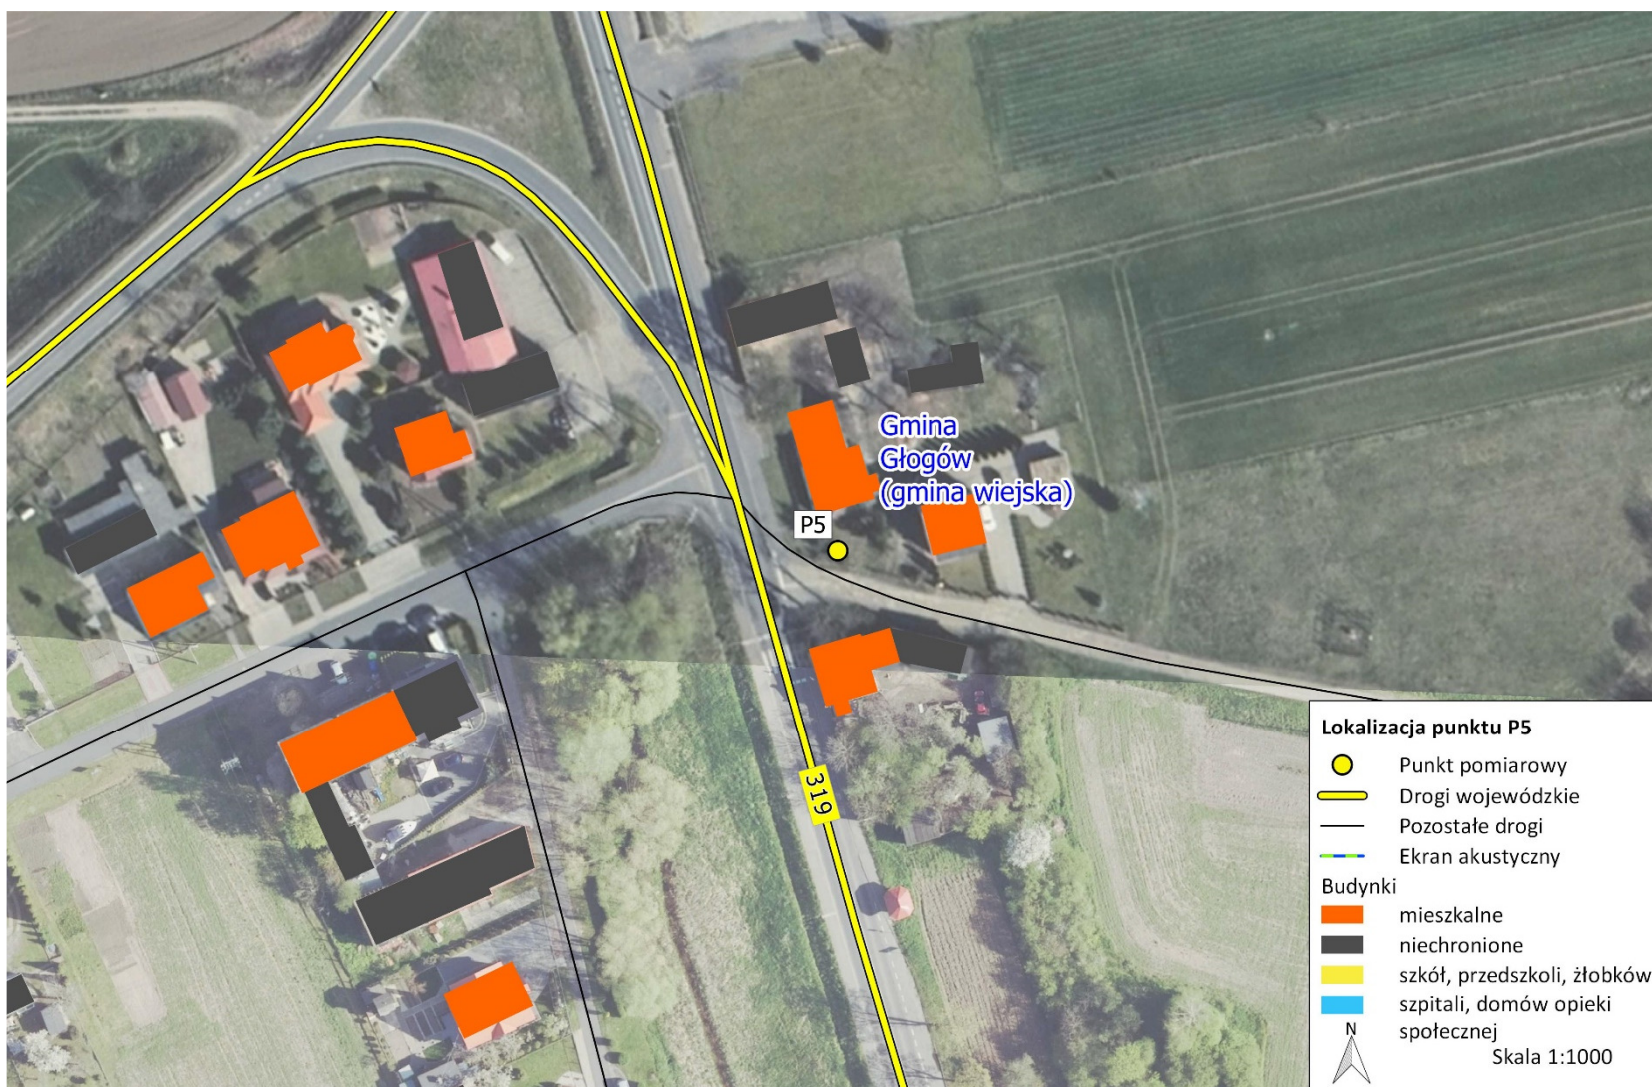 Gmina
Głogów
(gmina wiejska)
P5
319
Lokalizacja punktu P5
Punkt pomiarowy
Drogi wojewódzkie
Pozostałe drogi
Ekran akustyczny
Budynki
mieszkalne
niechronione
szkół, przedszkoli, żłobków
szpitali, domów opieki
społecznej
N
Skala 1:1000